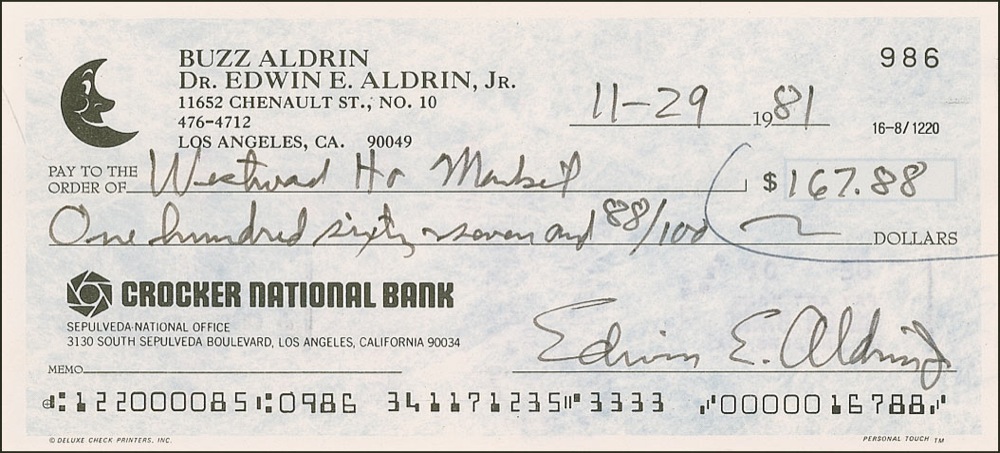 BUZZ ALDRIN
DR. EDWIN E. ALDRIN, JR.
11652 CHENAULT ST., NO. 10
476-4712
LOS ANGELES, CA. 90049
986
11-29 1981
16-8/1220
PAY TO THE
ORDER OF Westward Ho Market $ 167.88
One hundred sixty seven and 88/100 DOLLARS
CROCKER NATIONAL BANK
SEPULVEDA-NATIONAL OFFICE
3130 SOUTH SEPULVEDA BOULEVARD, LOS ANGELES, CALIFORNIA 90034
MEMO
Edwin E. Aldrin Jr
⑆122000085⑆0986 341171235⑈3333 ⑈0000016788⑈
© DELUXE CHECK PRINTERS, INC.
PERSONAL TOUCH TM